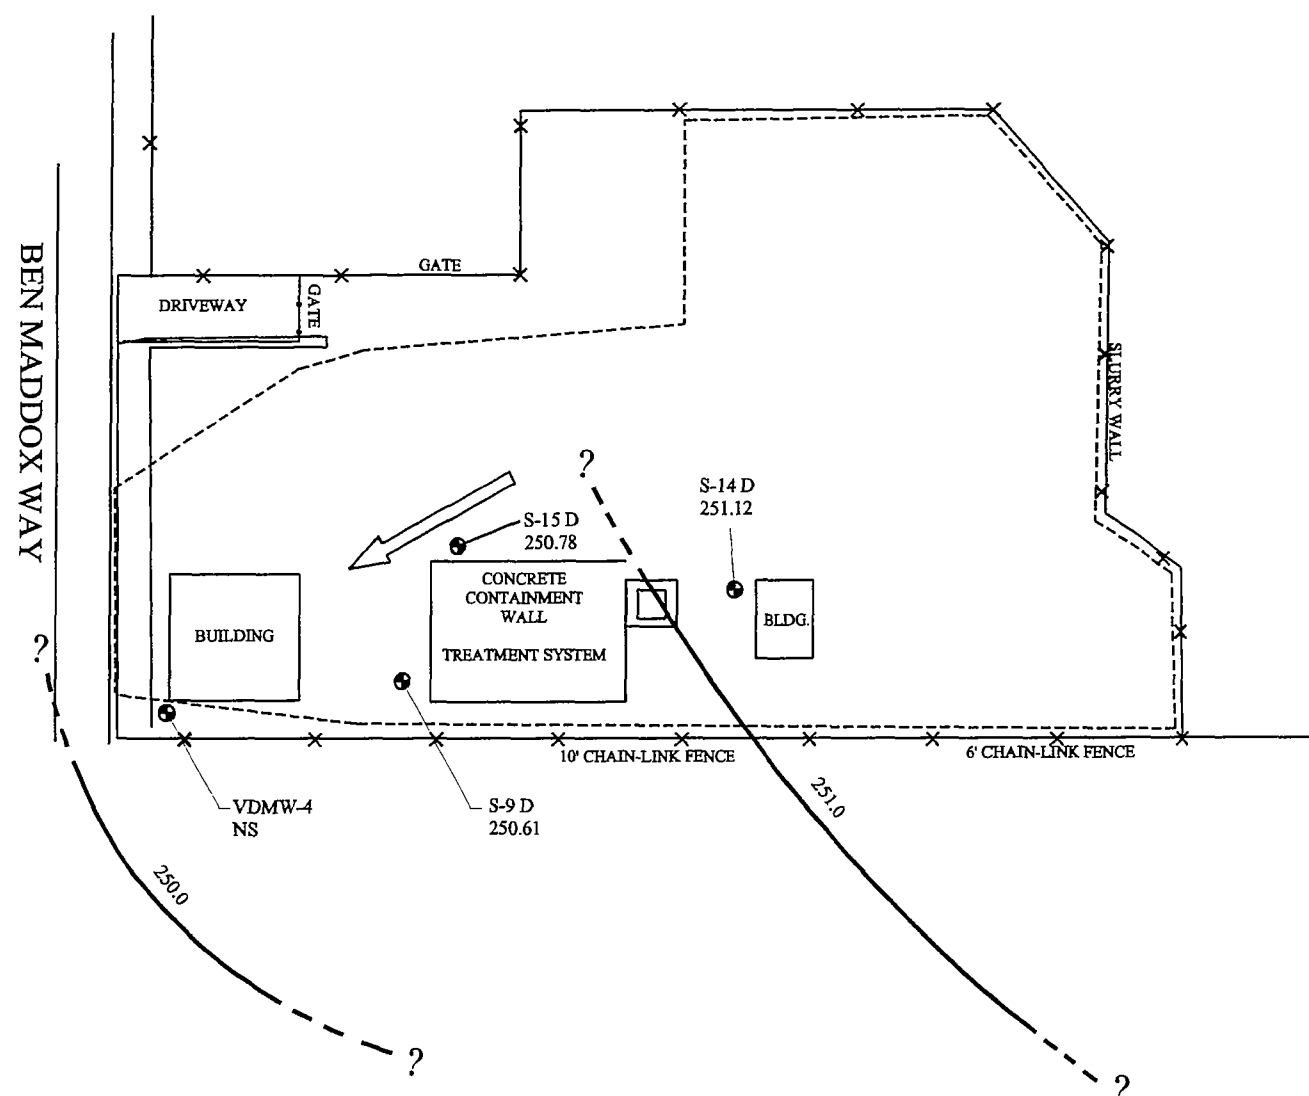 GATE
DRIVEWAY
GATE
BEN MADDOX WAY
SLURRY WALL
?
S-14 D
251.12
S-15 D
250.78
CONCRETE
CONTAINMENT
WALL
TREATMENT SYSTEM
BUILDING
BLDG.
?
10' CHAIN-LINK FENCE
6' CHAIN-LINK FENCE
VDMW-4
NS
S-9 D
250.61
251.0
250.0
?
?